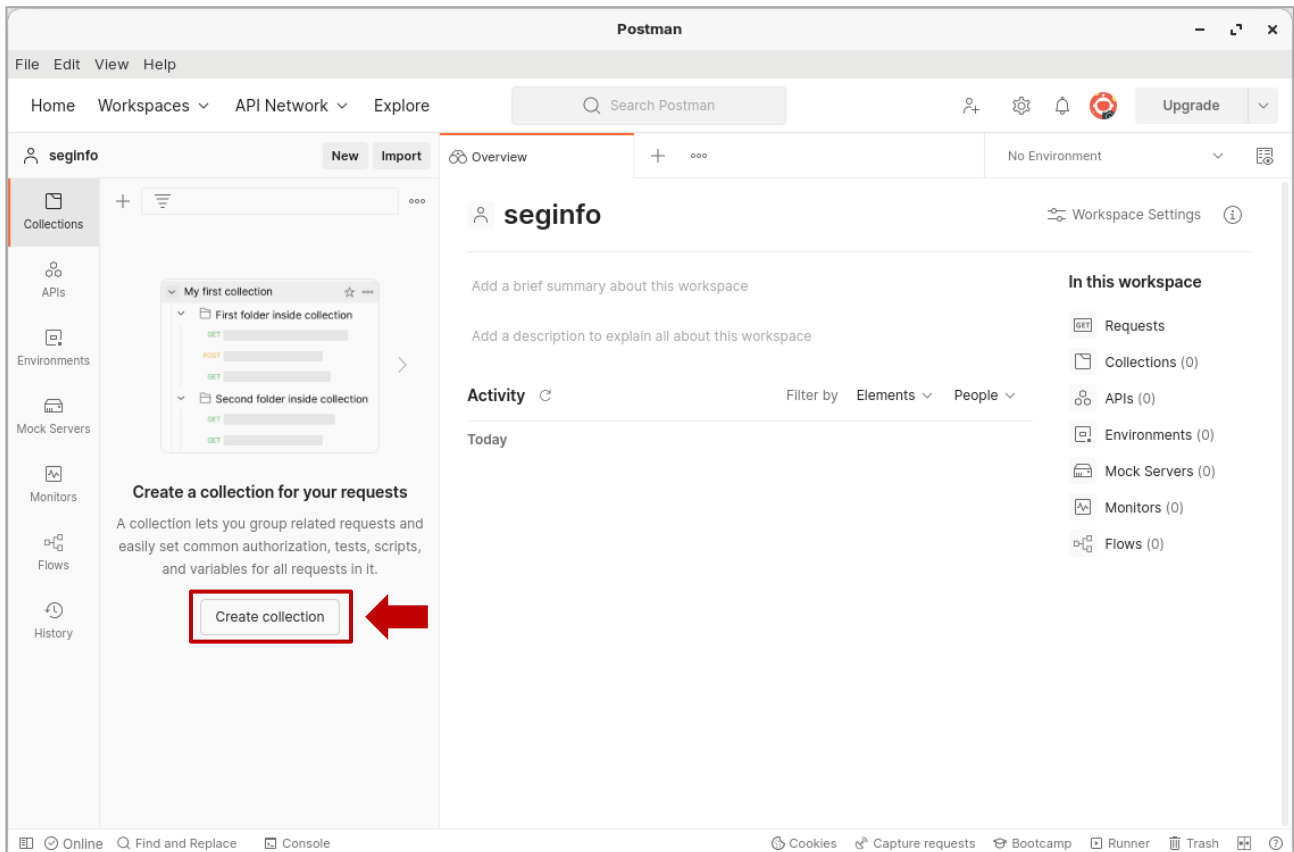 Postman
File Edit View Help
Home Workspaces API Network Explore
Search Postman
Upgrade
seginfo
New Import
Overview
No Environment
Collections
APIs
Environments
Mock Servers
Monitors
Flows
History
My first collection
First folder inside collection
GET
POST
GET
Second folder inside collection
GET
GET
Create a collection for your requests
A collection lets you group related requests and
easily set common authorization, tests, scripts,
and variables for all requests in it.
Create collection
seginfo
Workspace Settings
Add a brief summary about this workspace
Add a description to explain all about this workspace
Activity
Filter by Elements People
Today
In this workspace
GET Requests
Collections (0)
APIs (0)
Environments (0)
Mock Servers (0)
Monitors (0)
Flows (0)
Online Find and Replace Console
Cookies Capture requests Bootcamp Runner Trash